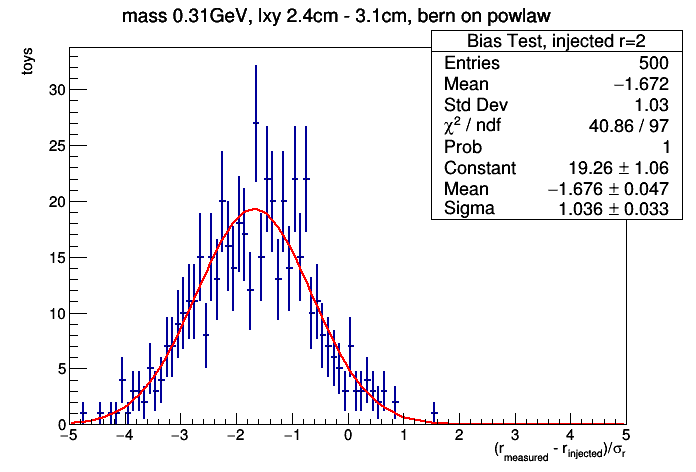 mass 0.31GeV, lxy 2.4cm - 3.1cm, bern on powlaw
toys
Bias Test, injected r=2
Entries 500
Mean −1.672
Std Dev 1.03
χ² / ndf 40.86 / 97
Prob 1
Constant 19.26 ± 1.06
Mean −1.676 ± 0.047
Sigma 1.036 ± 0.033
30
25
20
15
10
5
0
−5 −4 −3 −2 −1 0 1 2 3 4 5
(r_measured - r_injected)/σ_r